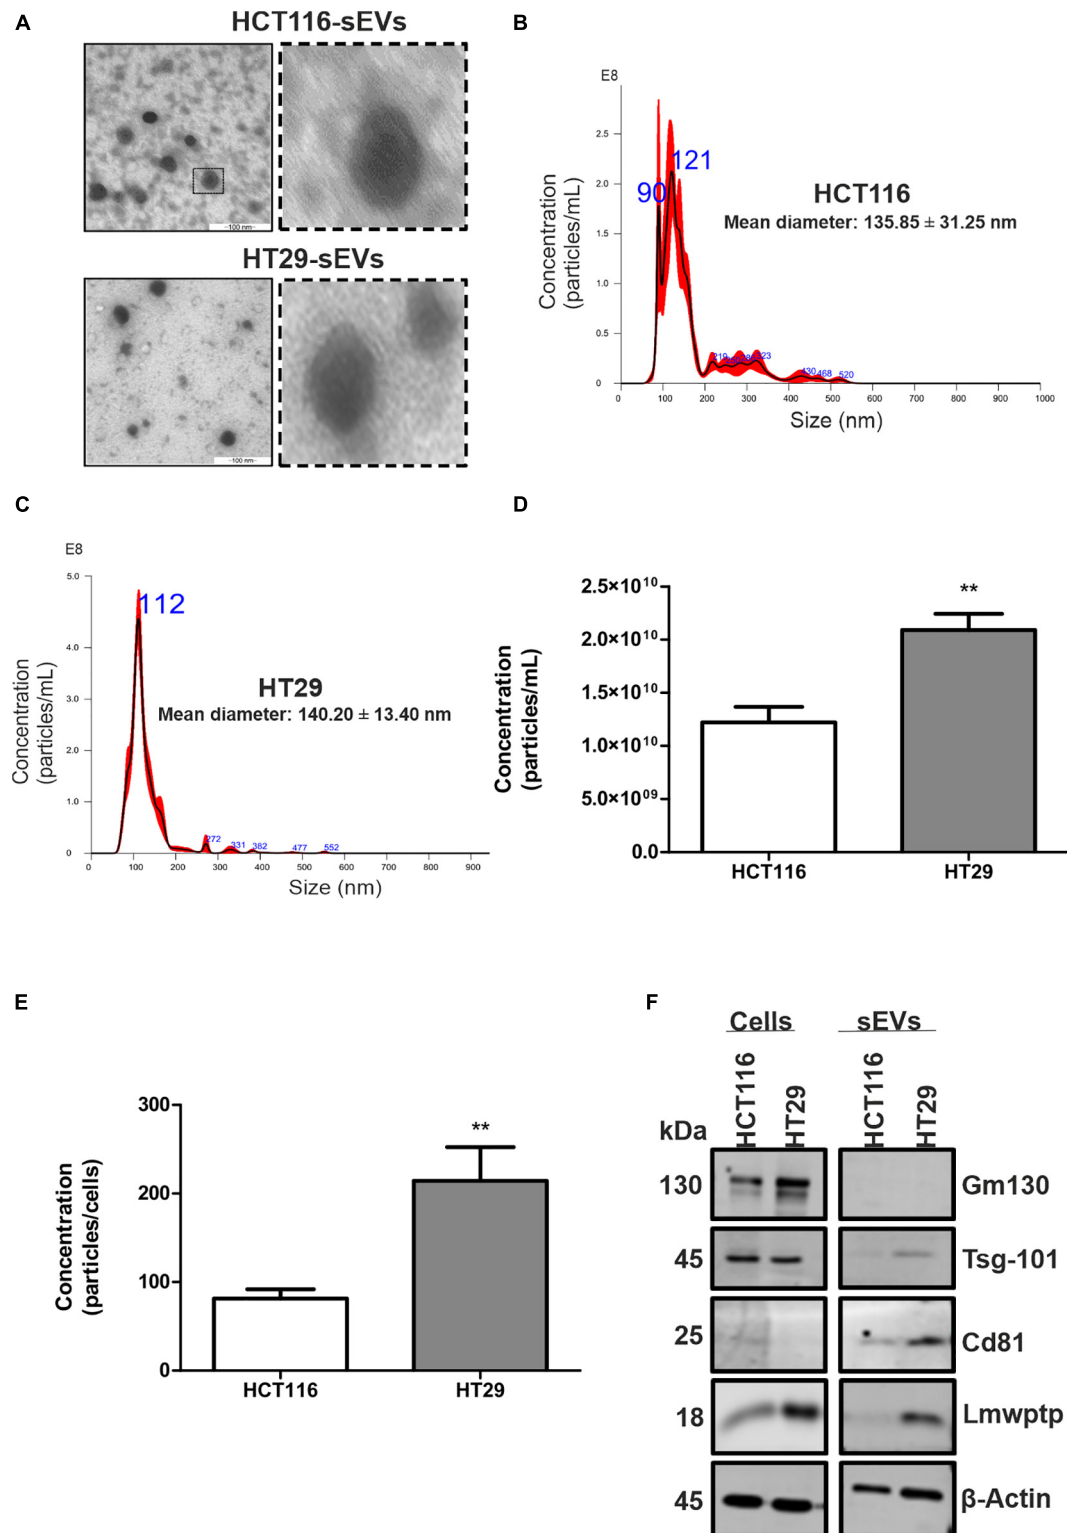 A
HCT116-sEVs
–100 nm
HT29-sEVs
–100 nm
B
E8
Concentration
(particles/mL)
2.5
2.0
1.5
1.0
0.5
0
90
121
HCT116
Mean diameter: 135.85 ± 31.25 nm
219
323
430
468
520
0 100 200 300 400 500 600 700 800 900 1000
Size (nm)
C
E8
Concentration
(particles/mL)
5.0
4.0
3.0
2.0
1.0
0
112
HT29
Mean diameter: 140.20 ± 13.40 nm
272
331
382
477
552
0 100 200 300 400 500 600 700 800 900
Size (nm)
D
Concentration
(particles/mL)
2.5×10¹⁰
2.0×10¹⁰
1.5×10¹⁰
1.0×10¹⁰
5.0×10⁰⁹
0.0
**
HCT116 HT29
E
Concentration
(particles/cells)
300
200
100
0
**
HCT116 HT29
F
Cells sEVs
kDa HCT116 HT29 HCT116 HT29
130 Gm130
45 Tsg-101
25 Cd81
18 Lmwptp
45 β-Actin